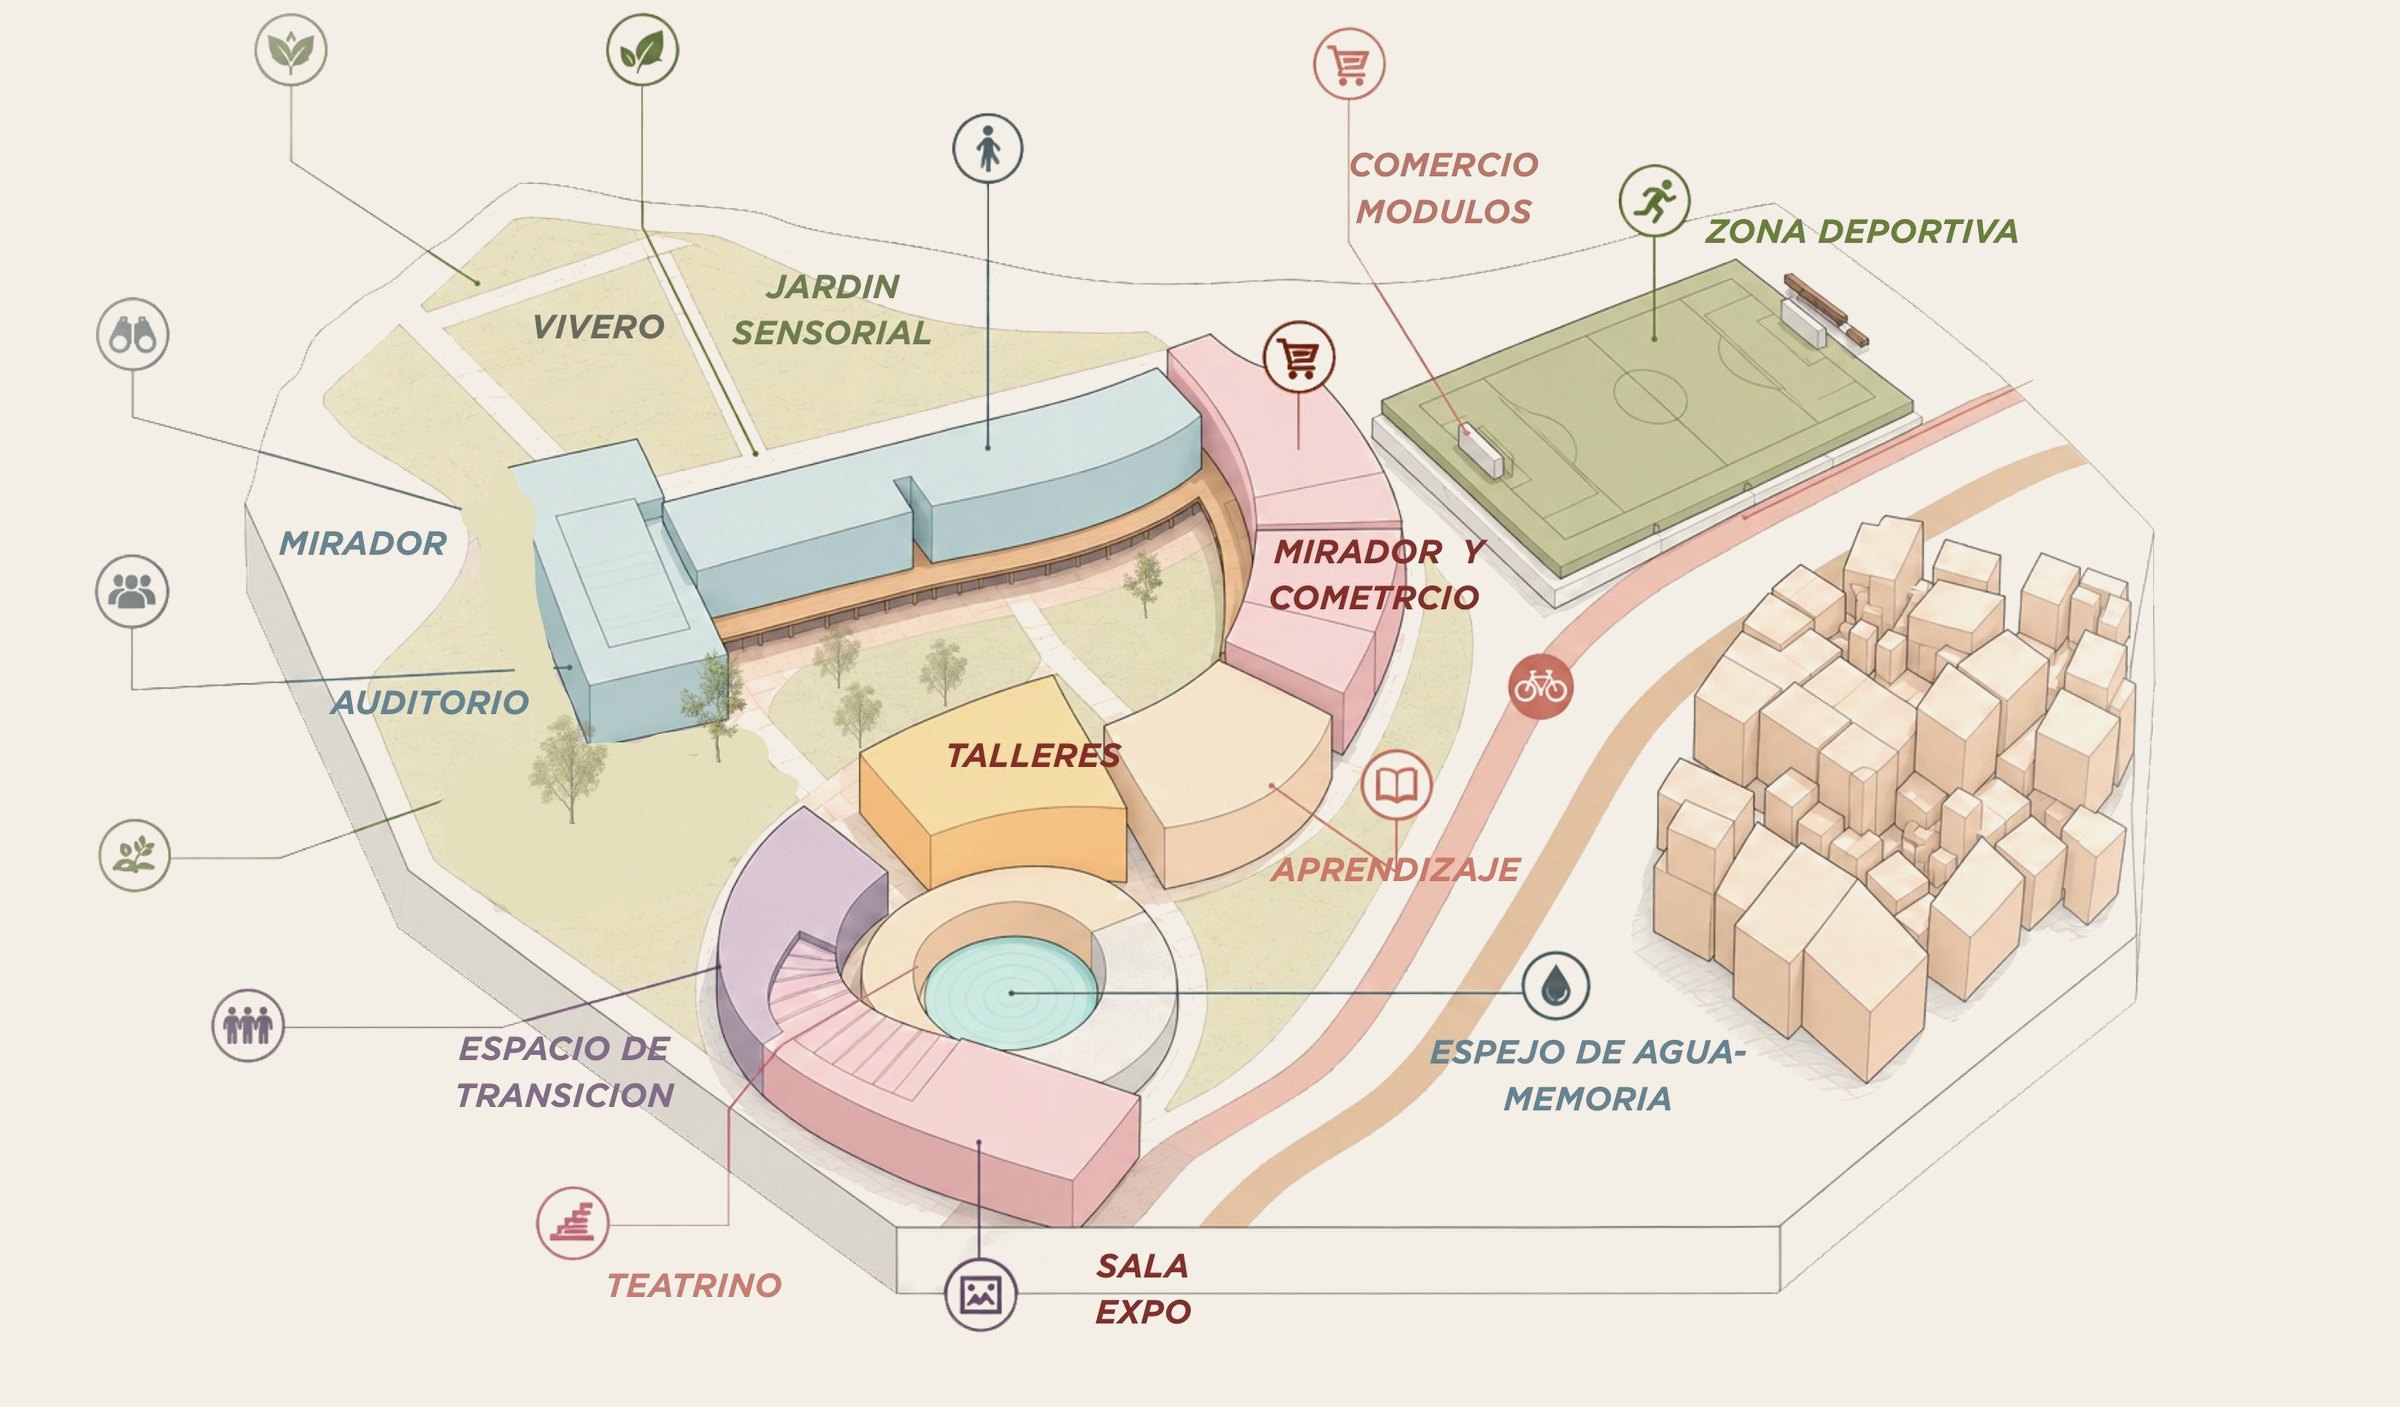 COMERCIO
MODULOS
ZONA DEPORTIVA
JARDIN
SENSORIAL
VIVERO
MIRADOR
MIRADOR Y
COMETRCIO
AUDITORIO
TALLERES
APRENDIZAJE
ESPACIO DE
TRANSICION
ESPEJO DE AGUA-
MEMORIA
TEATRINO
SALA
EXPO